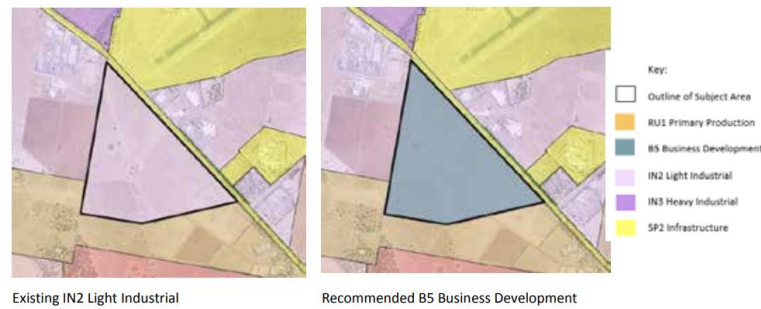 Key:
Outline of Subject Area
RU1 Primary Production
B5 Business Development
IN2 Light Industrial
IN3 Heavy Industrial
SP2 Infrastructure
Existing IN2 Light Industrial
Recommended B5 Business Development